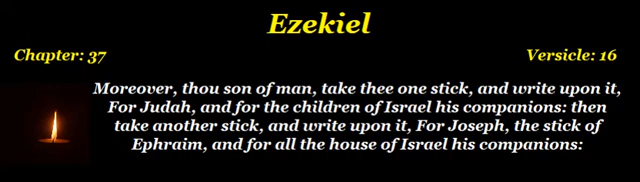 Ezekiel
Chapter: 37
Versicle: 16
Moreover, thou son of man, take thee one stick, and write upon it,
For Judah, and for the children of Israel his companions: then
take another stick, and write upon it, For Joseph, the stick of
Ephraim, and for all the house of Israel his companions: